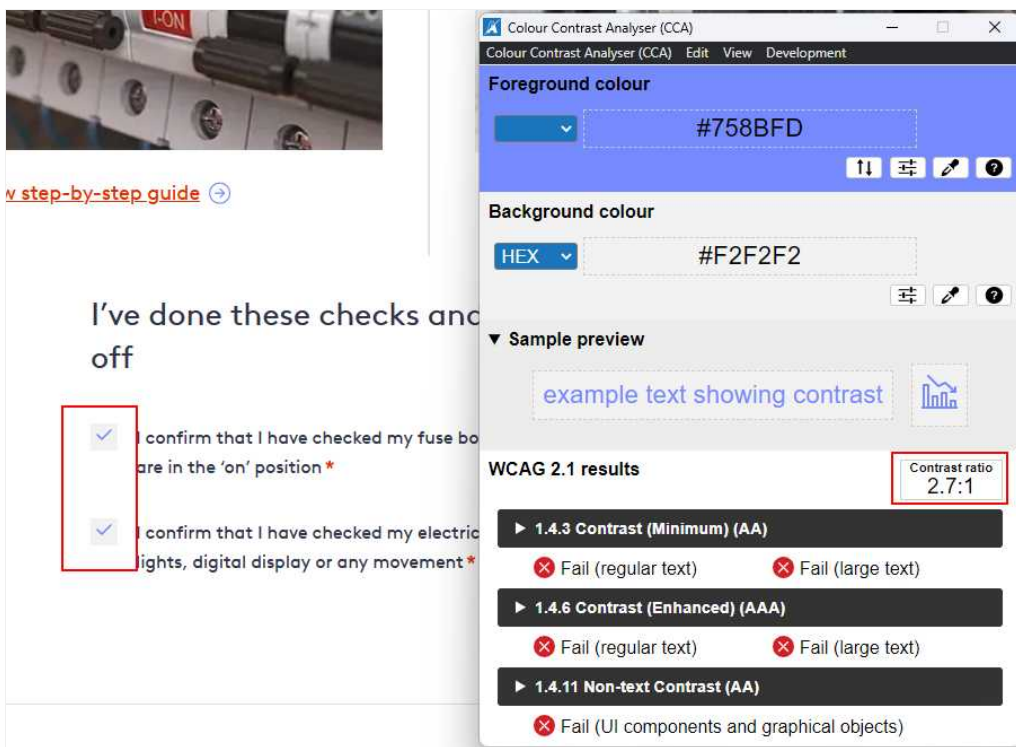 I-ON
w step-by-step guide
I've done these checks and
off
I confirm that I have checked my fuse bo
are in the 'on' position *
I confirm that I have checked my electric
lights, digital display or any movement *
Colour Contrast Analyser (CCA)
Colour Contrast Analyser (CCA) Edit View Development
Foreground colour
#758BFD
Background colour
HEX #F2F2F2
▼ Sample preview
example text showing contrast
WCAG 2.1 results
Contrast ratio
2.7:1
▶ 1.4.3 Contrast (Minimum) (AA)
Fail (regular text) Fail (large text)
▶ 1.4.6 Contrast (Enhanced) (AAA)
Fail (regular text) Fail (large text)
▶ 1.4.11 Non-text Contrast (AA)
Fail (UI components and graphical objects)